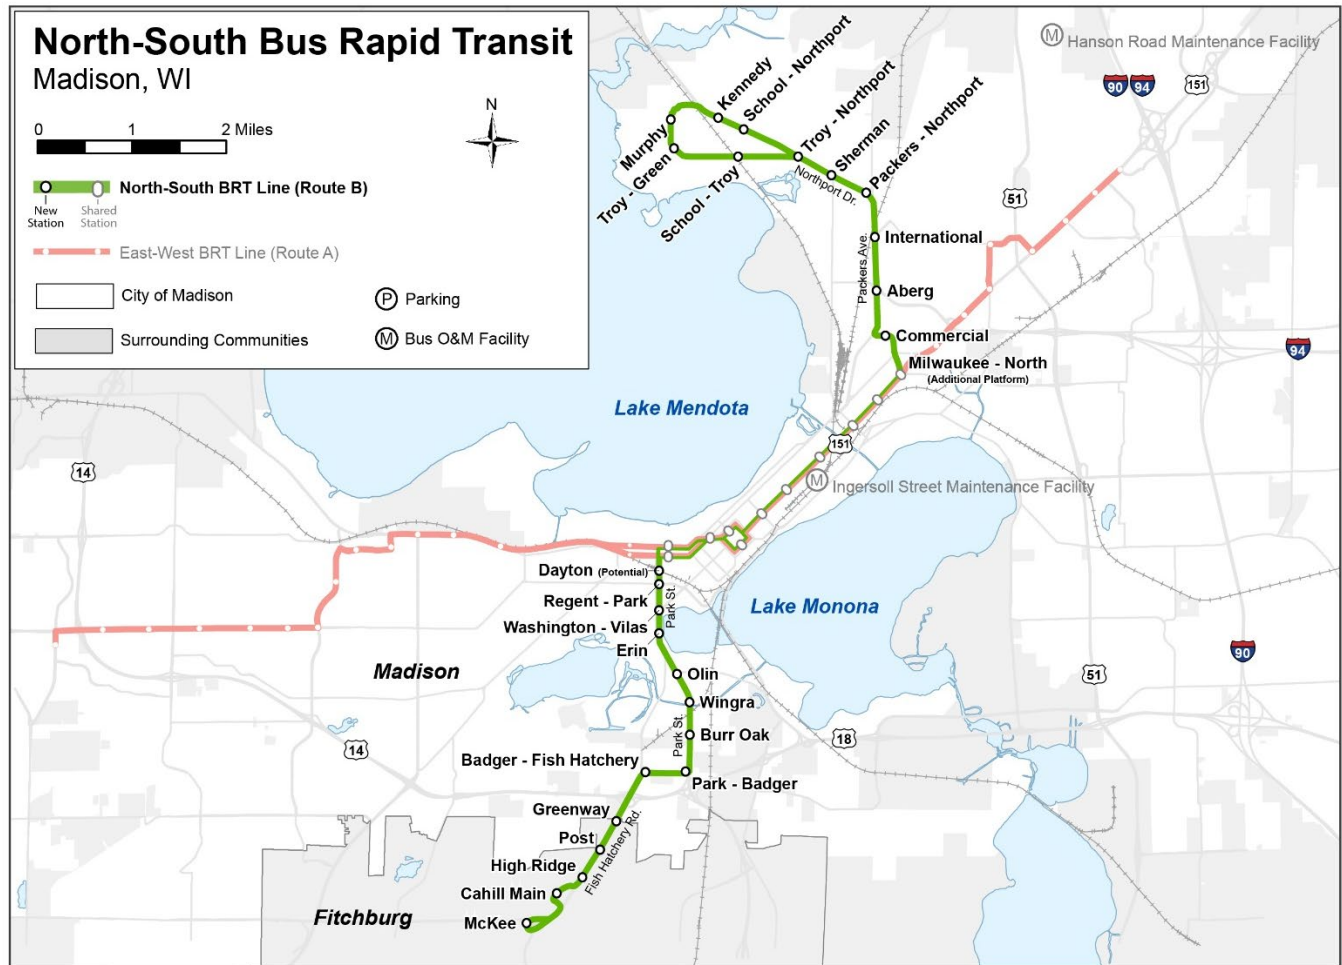 North-South Bus Rapid Transit
Madison, WI
N
0 1 2 Miles
North-South BRT Line (Route B)
New
Station
Shared
Station
East-West BRT Line (Route A)
City of Madison
Surrounding Communities
P Parking
M Bus O&M Facility
M Hanson Road Maintenance Facility
90 94 151
Kennedy
School - Northport
Troy - Northport
Sherman
Packers - Northport
Murphy
Troy - Green
School - Troy
Northport Dr.
51
International
Packers Ave.
Aberg
Commercial
94
Milwaukee - North
(Additional Platform)
Lake Mendota
151
14
M Ingersoll Street Maintenance Facility
Dayton (Potential)
Regent - Park
Park St.
Lake Monona
Washington - Vilas
Erin
90
Madison
Olin
51
Wingra
Park St.
Burr Oak
18
14
Badger - Fish Hatchery
Park - Badger
Greenway
Post
Fish Hatchery Rd.
High Ridge
Cahill Main
Fitchburg
McKee